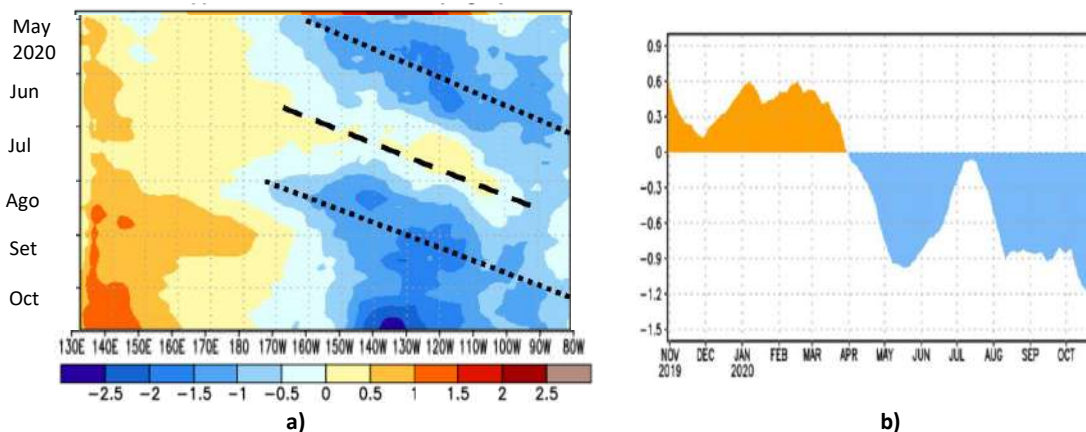 May
2020
Jun
Jul
Ago
Set
Oct
130E 140E 150E 160E 170E 180 170W 160W 150W 140W 130W 120W 110W 100W 90W 80W
−2.5 −2 −1.5 −1 −0.5 0 0.5 1 1.5 2 2.5
a)
0.9
0.6
0.3
0
−0.3
−0.6
−0.9
−1.2
−1.5
NOV DEC JAN FEB MAR APR MAY JUN JUL AUG SEP OCT
2019 2020
b)